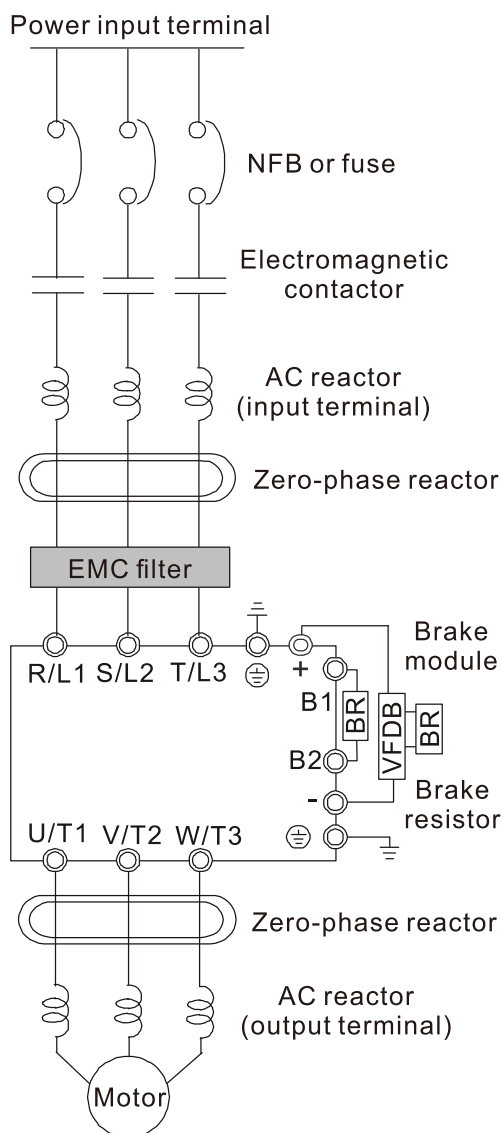 Power input terminal
NFB or fuse
Electromagnetic
contactor
AC reactor
(input terminal)
Zero-phase reactor
EMC filter
R/L1 S/L2 T/L3
+
Brake
module
B1
BR
VFDB
BR
B2
-
Brake
resistor
U/T1 V/T2 W/T3
Zero-phase reactor
AC reactor
(output terminal)
Motor